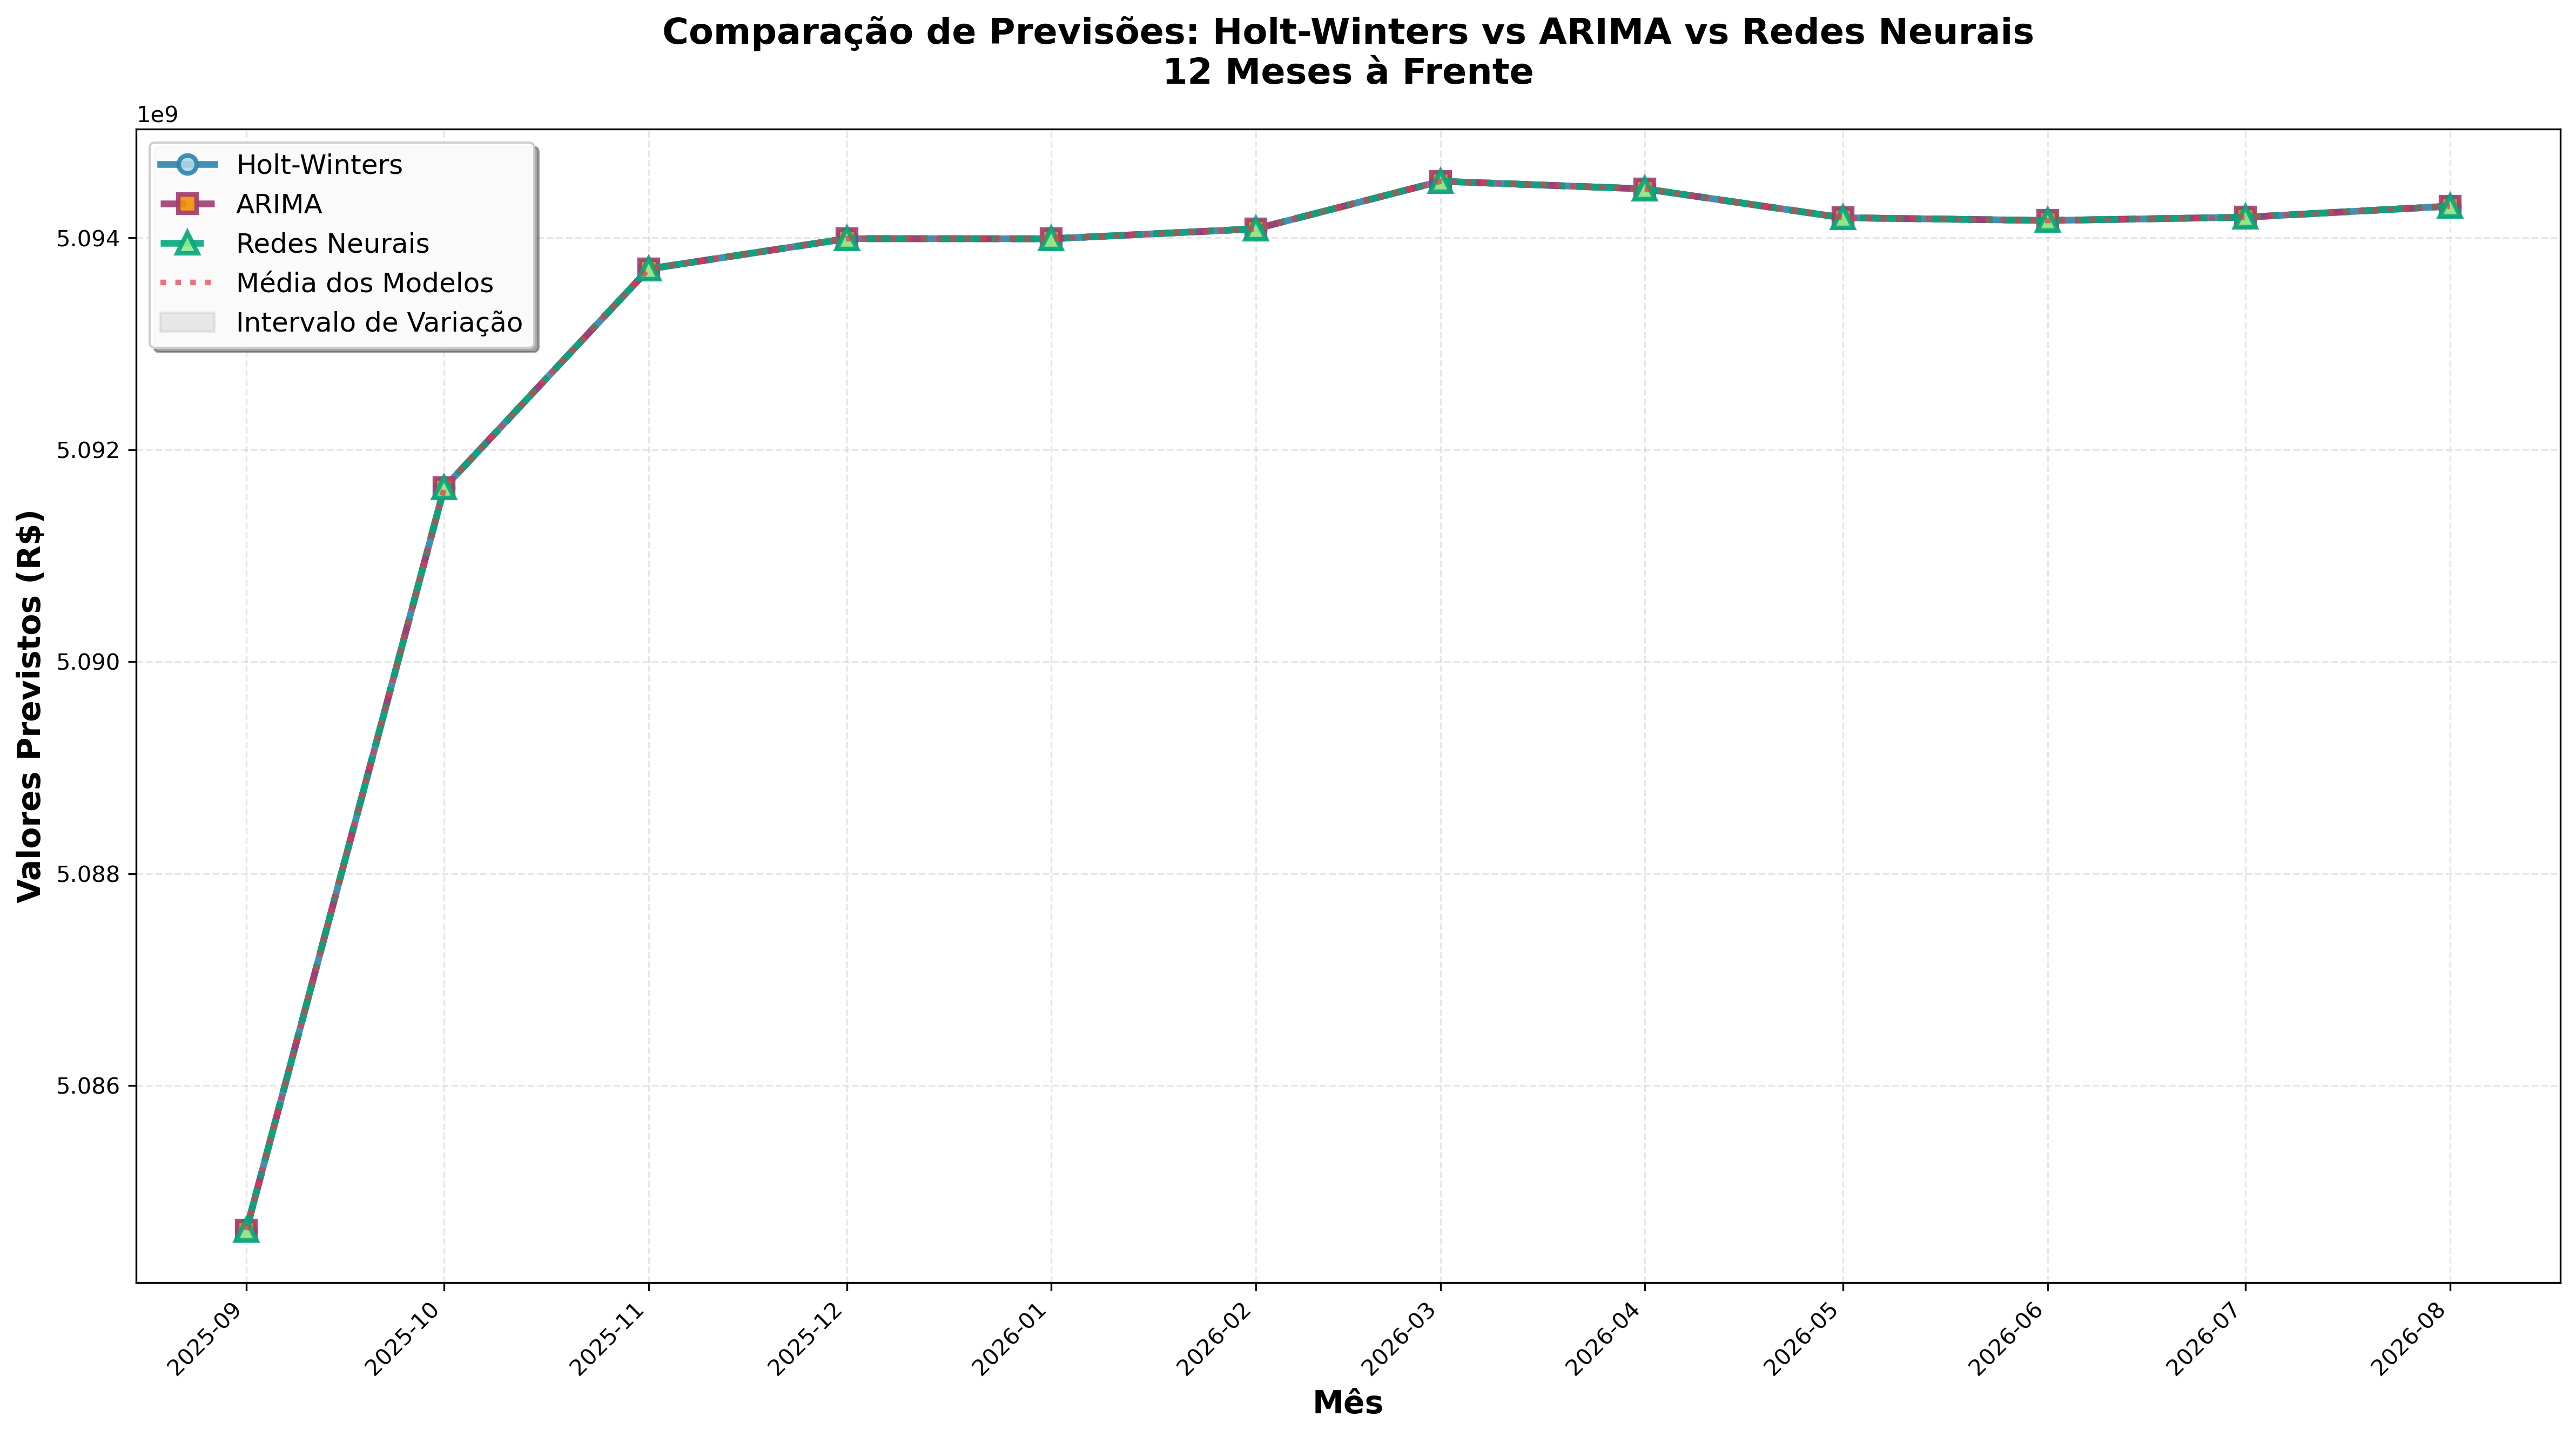 Comparação de Previsões: Holt-Winters vs ARIMA vs Redes Neurais
12 Meses à Frente
1e9
Holt-Winters
ARIMA
Redes Neurais
Média dos Modelos
Intervalo de Variação
5.094
5.092
5.090
5.088
5.086
Valores Previstos (R$)
2025-09
2025-10
2025-11
2025-12
2026-01
2026-02
2026-03
2026-04
2026-05
2026-06
2026-07
2026-08
Mês